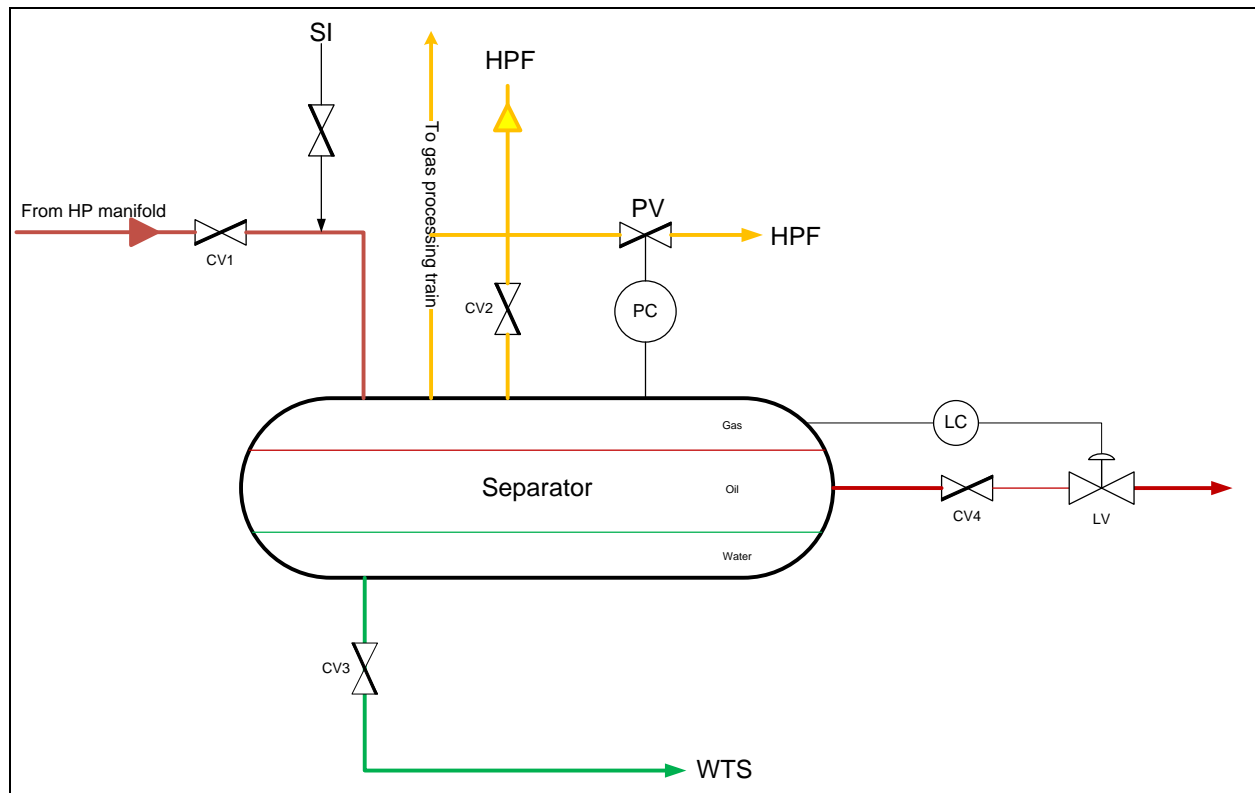 SI
HPF
To gas processing train
From HP manifold
CV1
PV
HPF
CV2
PC
Gas
LC
Separator
Oil
CV4
LV
Water
CV3
WTS